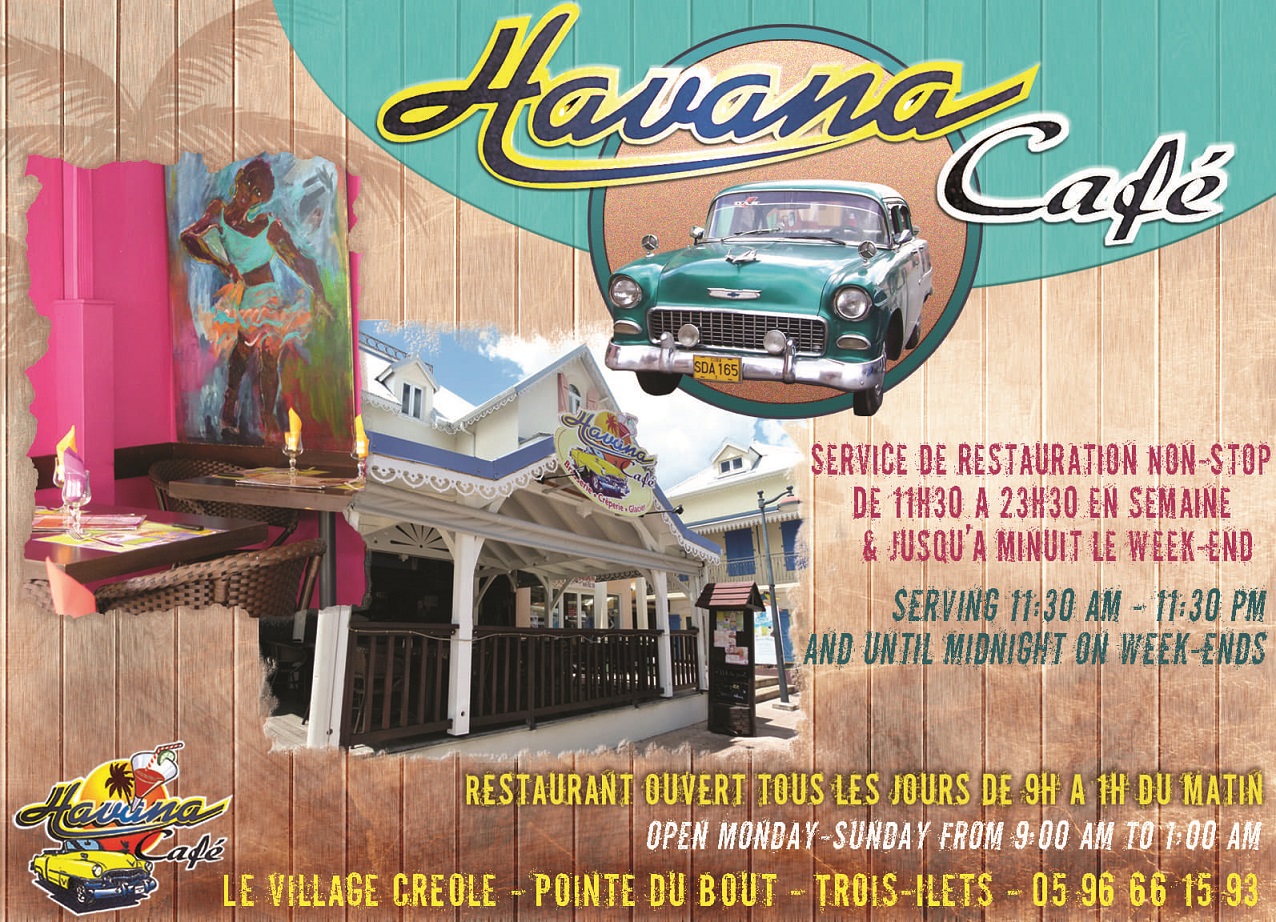 Havana
Café
SDA 165
Havana
Café
Brasserie • Crêperie • Glacier
SERVICE DE RESTAURATION NON-STOP
DE 11H30 A 23H30 EN SEMAINE
& JUSQU'A MINUIT LE WEEK-END
SERVING 11:30 AM - 11:30 PM
AND UNTIL MIDNIGHT ON WEEK-ENDS
RESTAURANT OUVERT TOUS LES JOURS DE 9H A 1H DU MATIN
OPEN MONDAY-SUNDAY FROM 9:00 AM TO 1:00 AM
Havana
Café
LE VILLAGE CREOLE - POINTE DU BOUT - TROIS-ILETS - 05 96 66 15 93